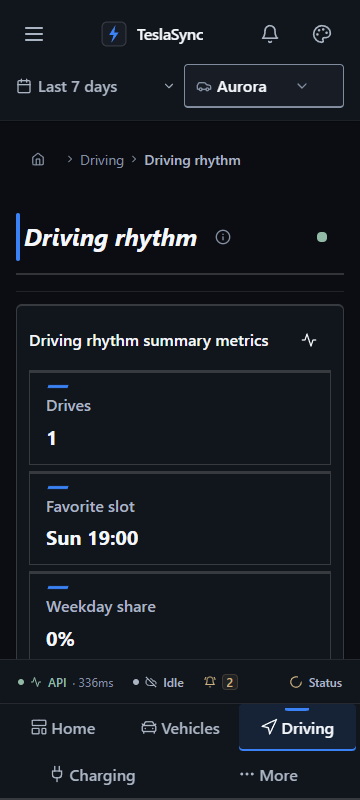 TeslaSync
Last 7 days
Aurora
Driving
Driving rhythm
Driving rhythm
Driving rhythm summary metrics
Drives
1
Favorite slot
Sun 19:00
Weekday share
0%
API · 336ms
Idle
2
Status
Home
Vehicles
Driving
Charging
More